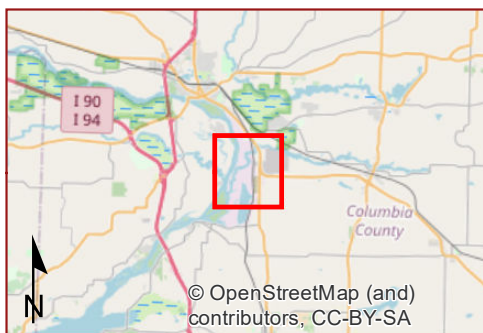 I 90
I 94
Columbia
County
N
© OpenStreetMap (and)
contributors, CC-BY-SA